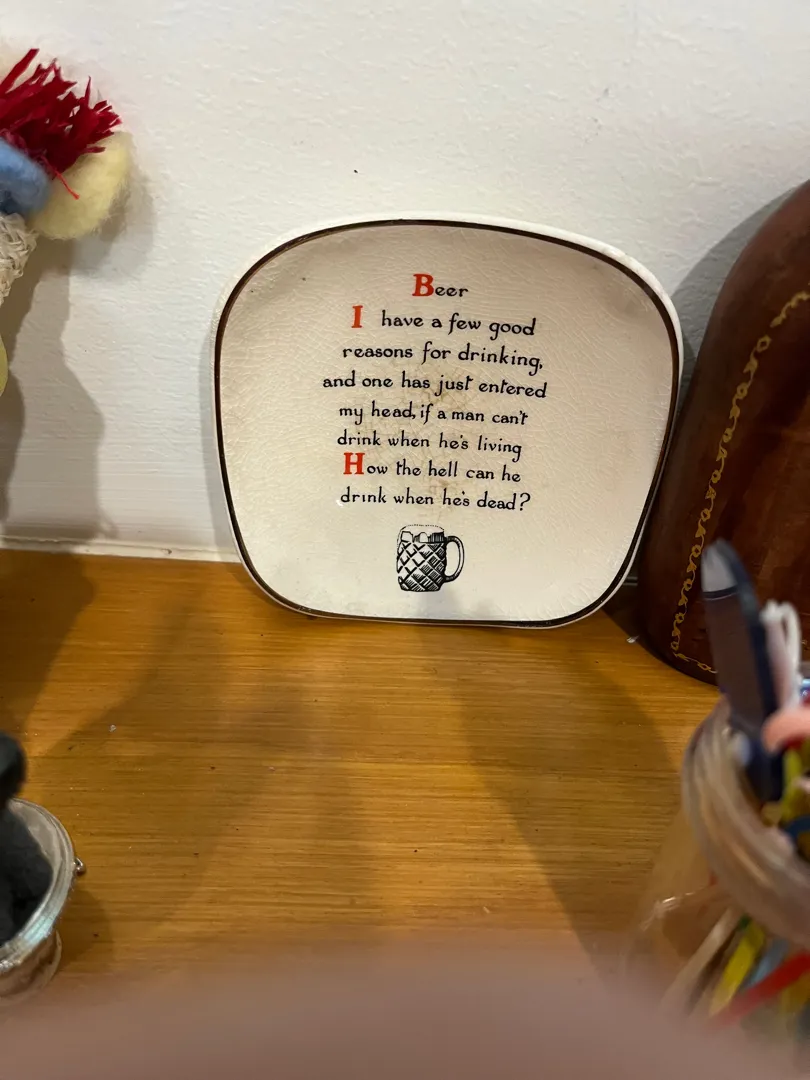 Beer
I have a few good
reasons for drinking,
and one has just entered
my head, if a man can't
drink when he's living
How the hell can he
drink when he's dead?